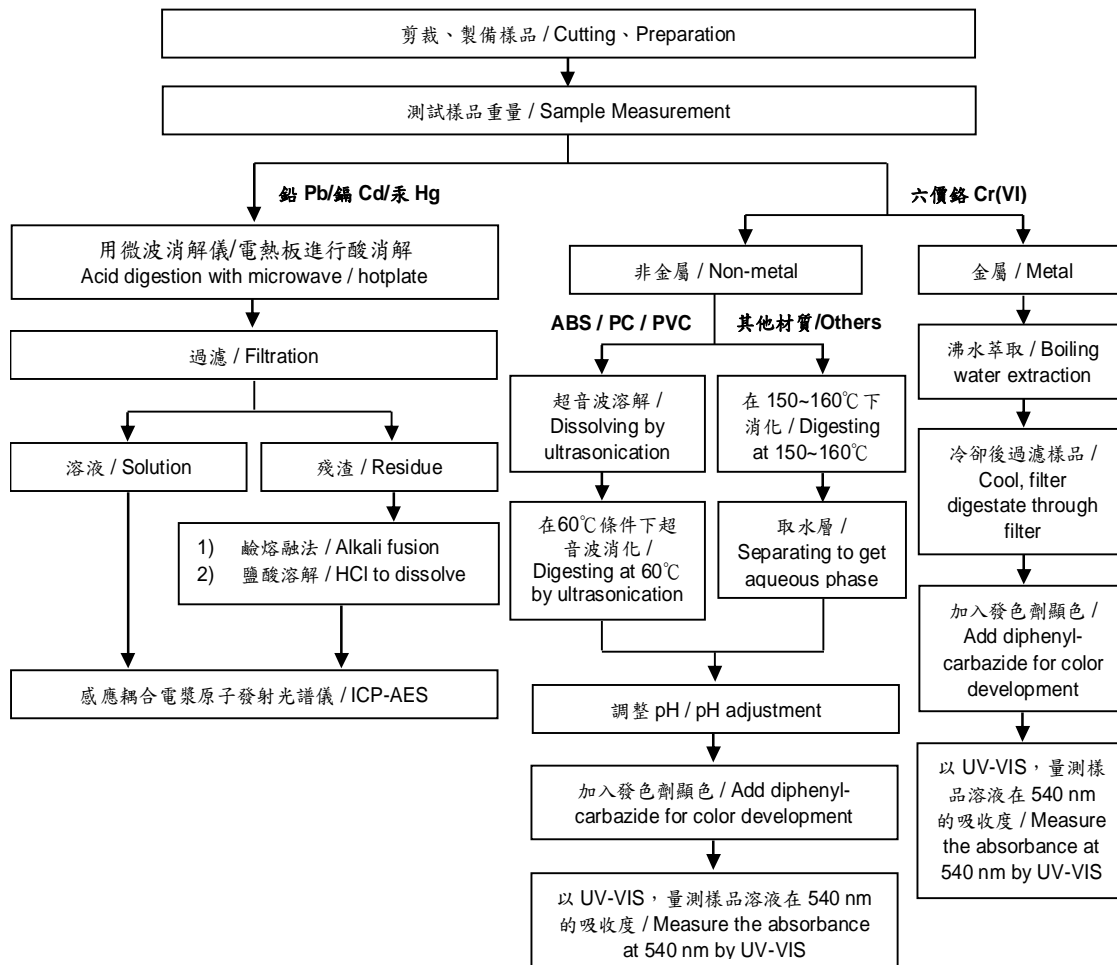 剪裁、製備樣品 / Cutting、Preparation
測試樣品重量 / Sample Measurement
鉛 Pb/鎘 Cd/汞 Hg
六價鉻 Cr(VI)
用微波消解儀/電熱板進行酸消解
Acid digestion with microwave / hotplate
過濾 / Filtration
溶液 / Solution
殘渣 / Residue
1) 鹼熔融法 / Alkali fusion
2) 鹽酸溶解 / HCl to dissolve
感應耦合電漿原子發射光譜儀 / ICP-AES
非金屬 / Non-metal
ABS / PC / PVC
其他材質/Others
超音波溶解 /
Dissolving by
ultrasonication
在60℃條件下超
音波消化 /
Digesting at 60℃
by ultrasonication
在 150~160℃下
消化 / Digesting
at 150~160℃
取水層 /
Separating to get
aqueous phase
調整 pH / pH adjustment
加入發色劑顯色 / Add diphenyl-
carbazide for color development
以 UV-VIS，量測樣品溶液在 540 nm
的吸收度 / Measure the absorbance
at 540 nm by UV-VIS
金屬 / Metal
沸水萃取 / Boiling
water extraction
冷卻後過濾樣品 /
Cool, filter
digestate through
filter
加入發色劑顯色 /
Add diphenyl-
carbazide for color
development
以 UV-VIS，量測樣
品溶液在 540 nm
的吸收度 / Measure
the absorbance at
540 nm by UV-VIS